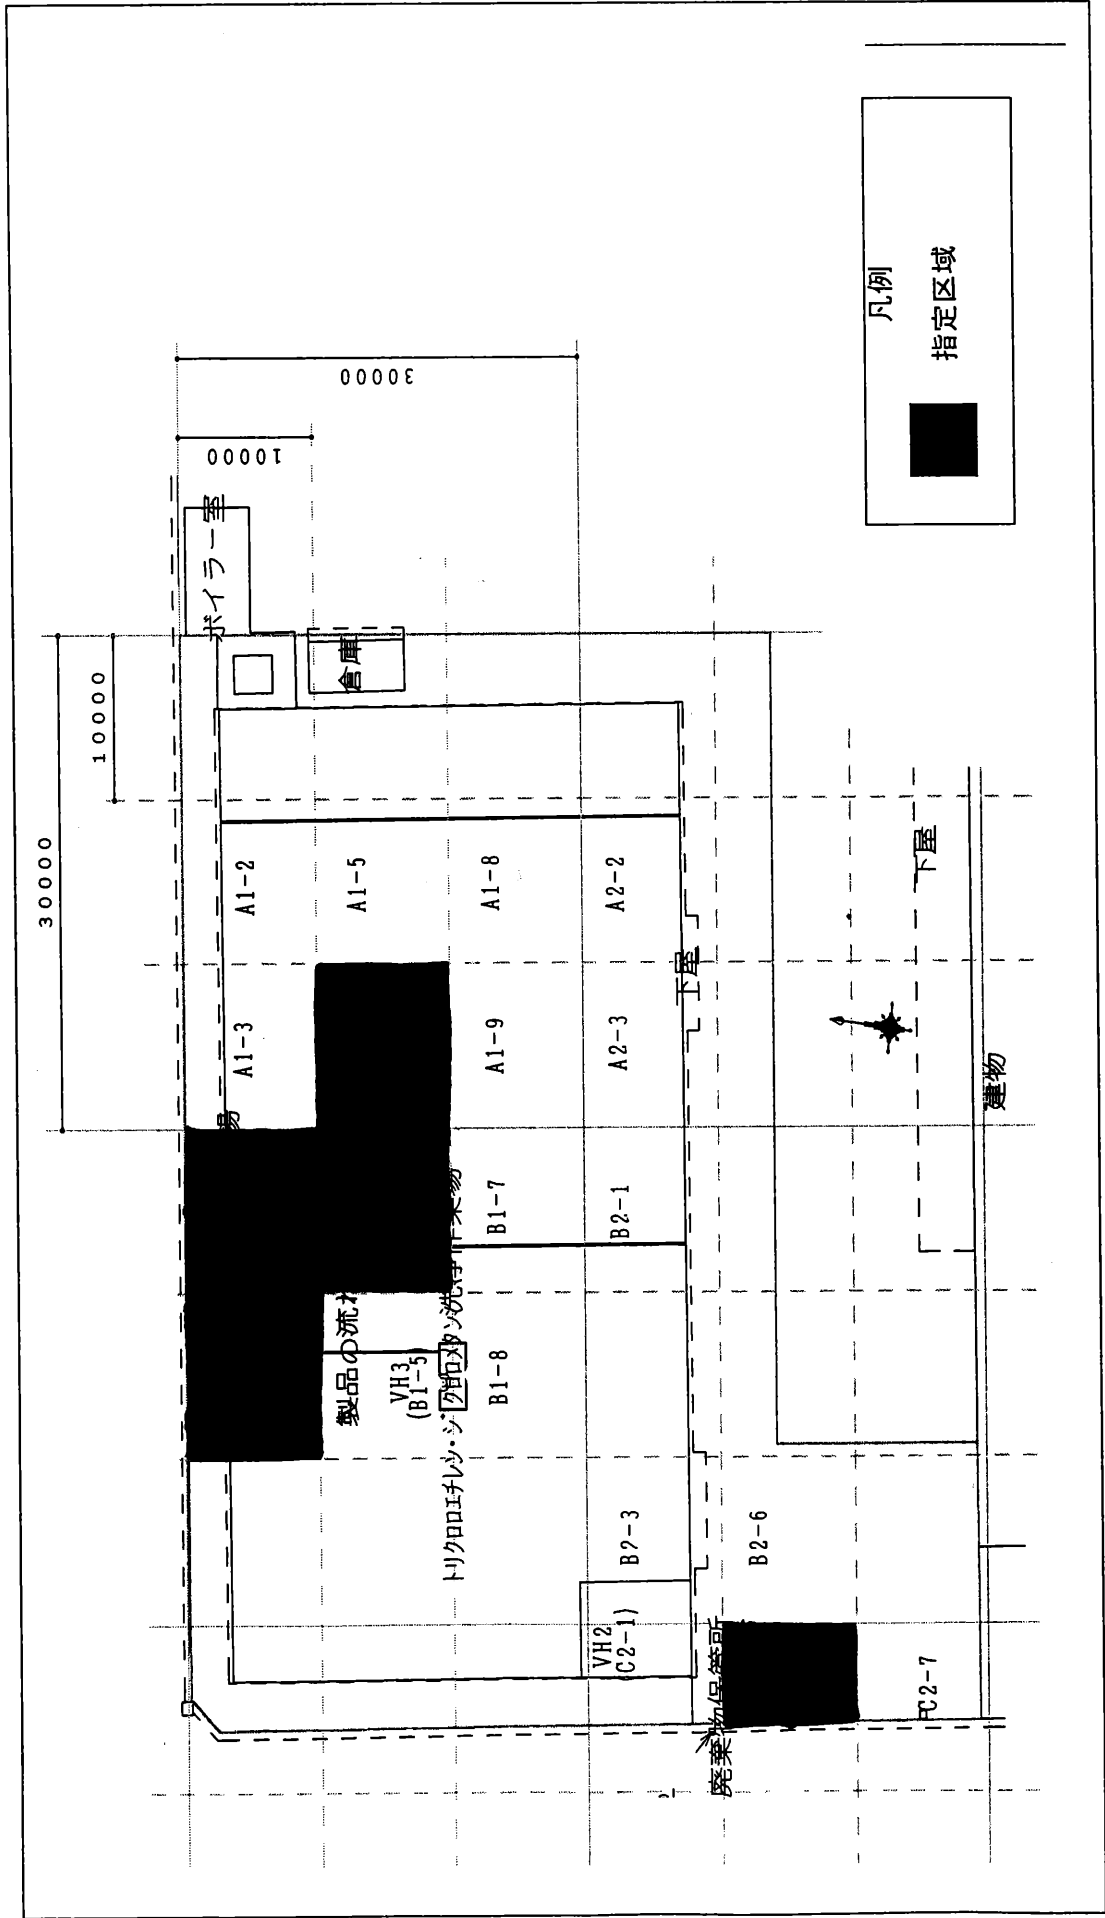 30000
10000
ボイラー室
10000
30000
倉庫
A1-2
A1-5
A1-8
A2-2
A1-3
A1-9
A2-3
場
B1-7
B2-1
製品の流れ
VH3
(B1-5
トリクロロエチレン・ジクロロメタン洗浄作業場
B1-8
B2-3
B2-6
VH2
(C2-1)
廃棄物保管所
C2-7
下屋
下屋
建物
凡例
指定区域